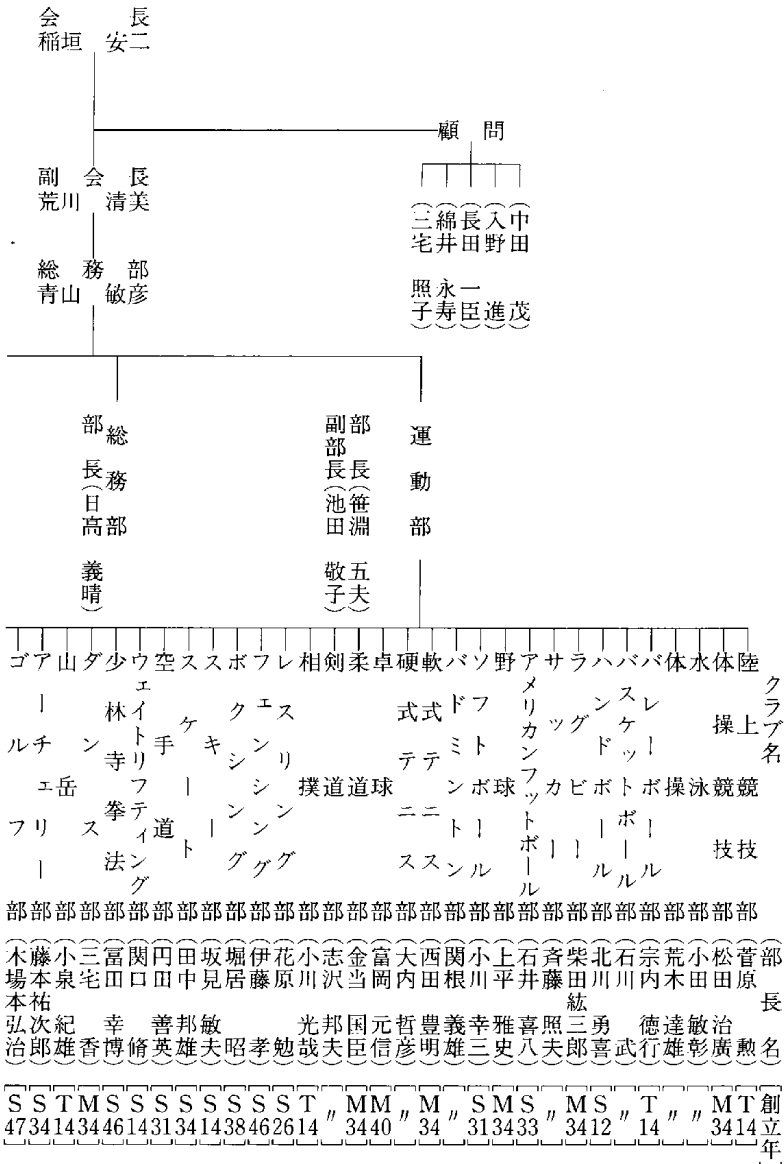 会長
稲垣 安二
顧問
(中田 茂)
(入野 進)
(長田 一臣)
(綿井 永寿)
(三宅 照子)
副会長
荒川 清美
総務部
青山 敏彦
運動部
部長(笹淵 五夫)
副部長(池田 敬子)
総務部
部長(日高 義晴)
クラブ名 (部長名) 創立年
陸上競技部 (菅原 勲) T14
体操競技部 (松田 治廣) M34
水泳部 (小田 敏彰) 〃
体操部 (荒木 達雄) 〃
バレーボール部 (宗内 徳行) T14
バスケットボール部 (石川 武) 〃
ハンドボール部 (北川 勇喜) S12
ラグビー部 (柴田 紘三郎) M34
サッカー部 (斉藤 照夫) 〃
アメリカンフットボール部 (石井 喜八) S33
野球部 (上平 雅史) M34
ソフトボール部 (小川 幸三) S31
バドミントン部 (関根 義雄) 〃
軟式テニス部 (西田 豊明) M34
硬式テニス部 (大内 哲彦) 〃
卓球部 (富岡 元信) M40
柔道部 (金当 国臣) M34
剣道部 (志沢 邦夫) 〃
相撲部 (小川 光哉) T14
レスリング部 (花原 勉) S26
フェンシング部 (伊藤 孝) S46
ボクシング部 (堀居 昭) S38
スキー部 (坂見 敏夫) S14
スケート部 (田中 邦雄) S34
空手道部 (円田 善英) S31
ウェイトリフティング部 (関口 脩) S14
少林寺拳法部 (冨田 幸博) S46
ダンス部 (三宅 香) M34
山岳部 (小泉 紀雄) T14
アーチェリー部 (藤本 祐次郎) S34
ゴルフ部 (木場本 弘治) S47